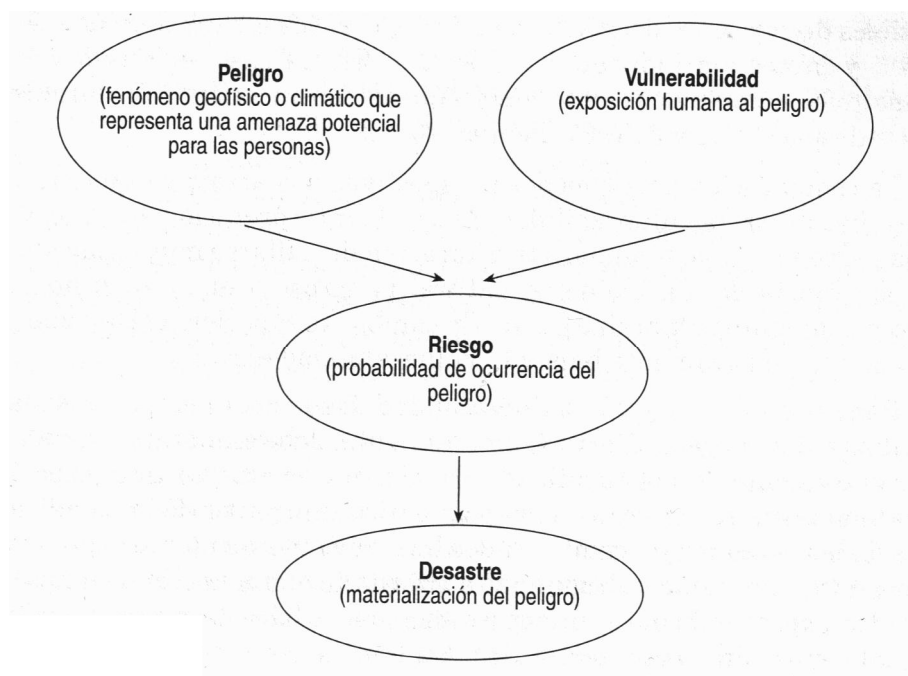 Peligro
(fenómeno geofísico o climático que
representa una amenaza potencial
para las personas)
Vulnerabilidad
(exposición humana al peligro)
Riesgo
(probabilidad de ocurrencia del
peligro)
Desastre
(materialización del peligro)